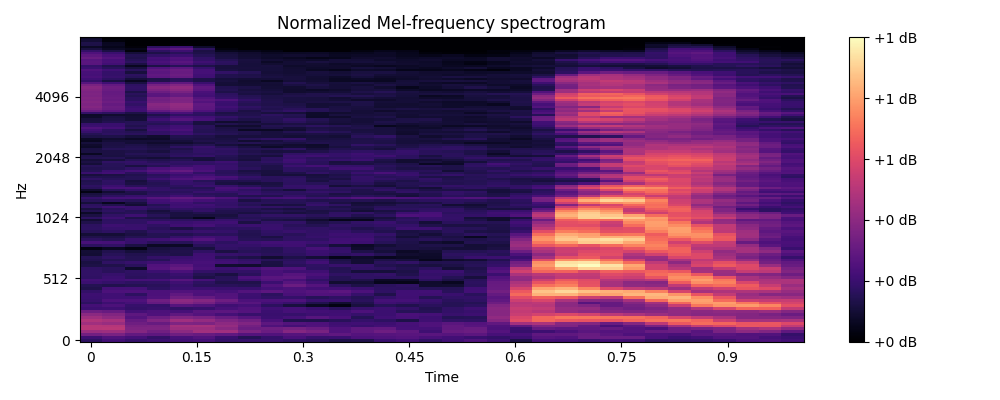 Normalized Mel-frequency spectrogram
Hz
4096
2048
1024
512
0
0 0.15 0.3 0.45 0.6 0.75 0.9
Time
+1 dB
+1 dB
+1 dB
+0 dB
+0 dB
+0 dB